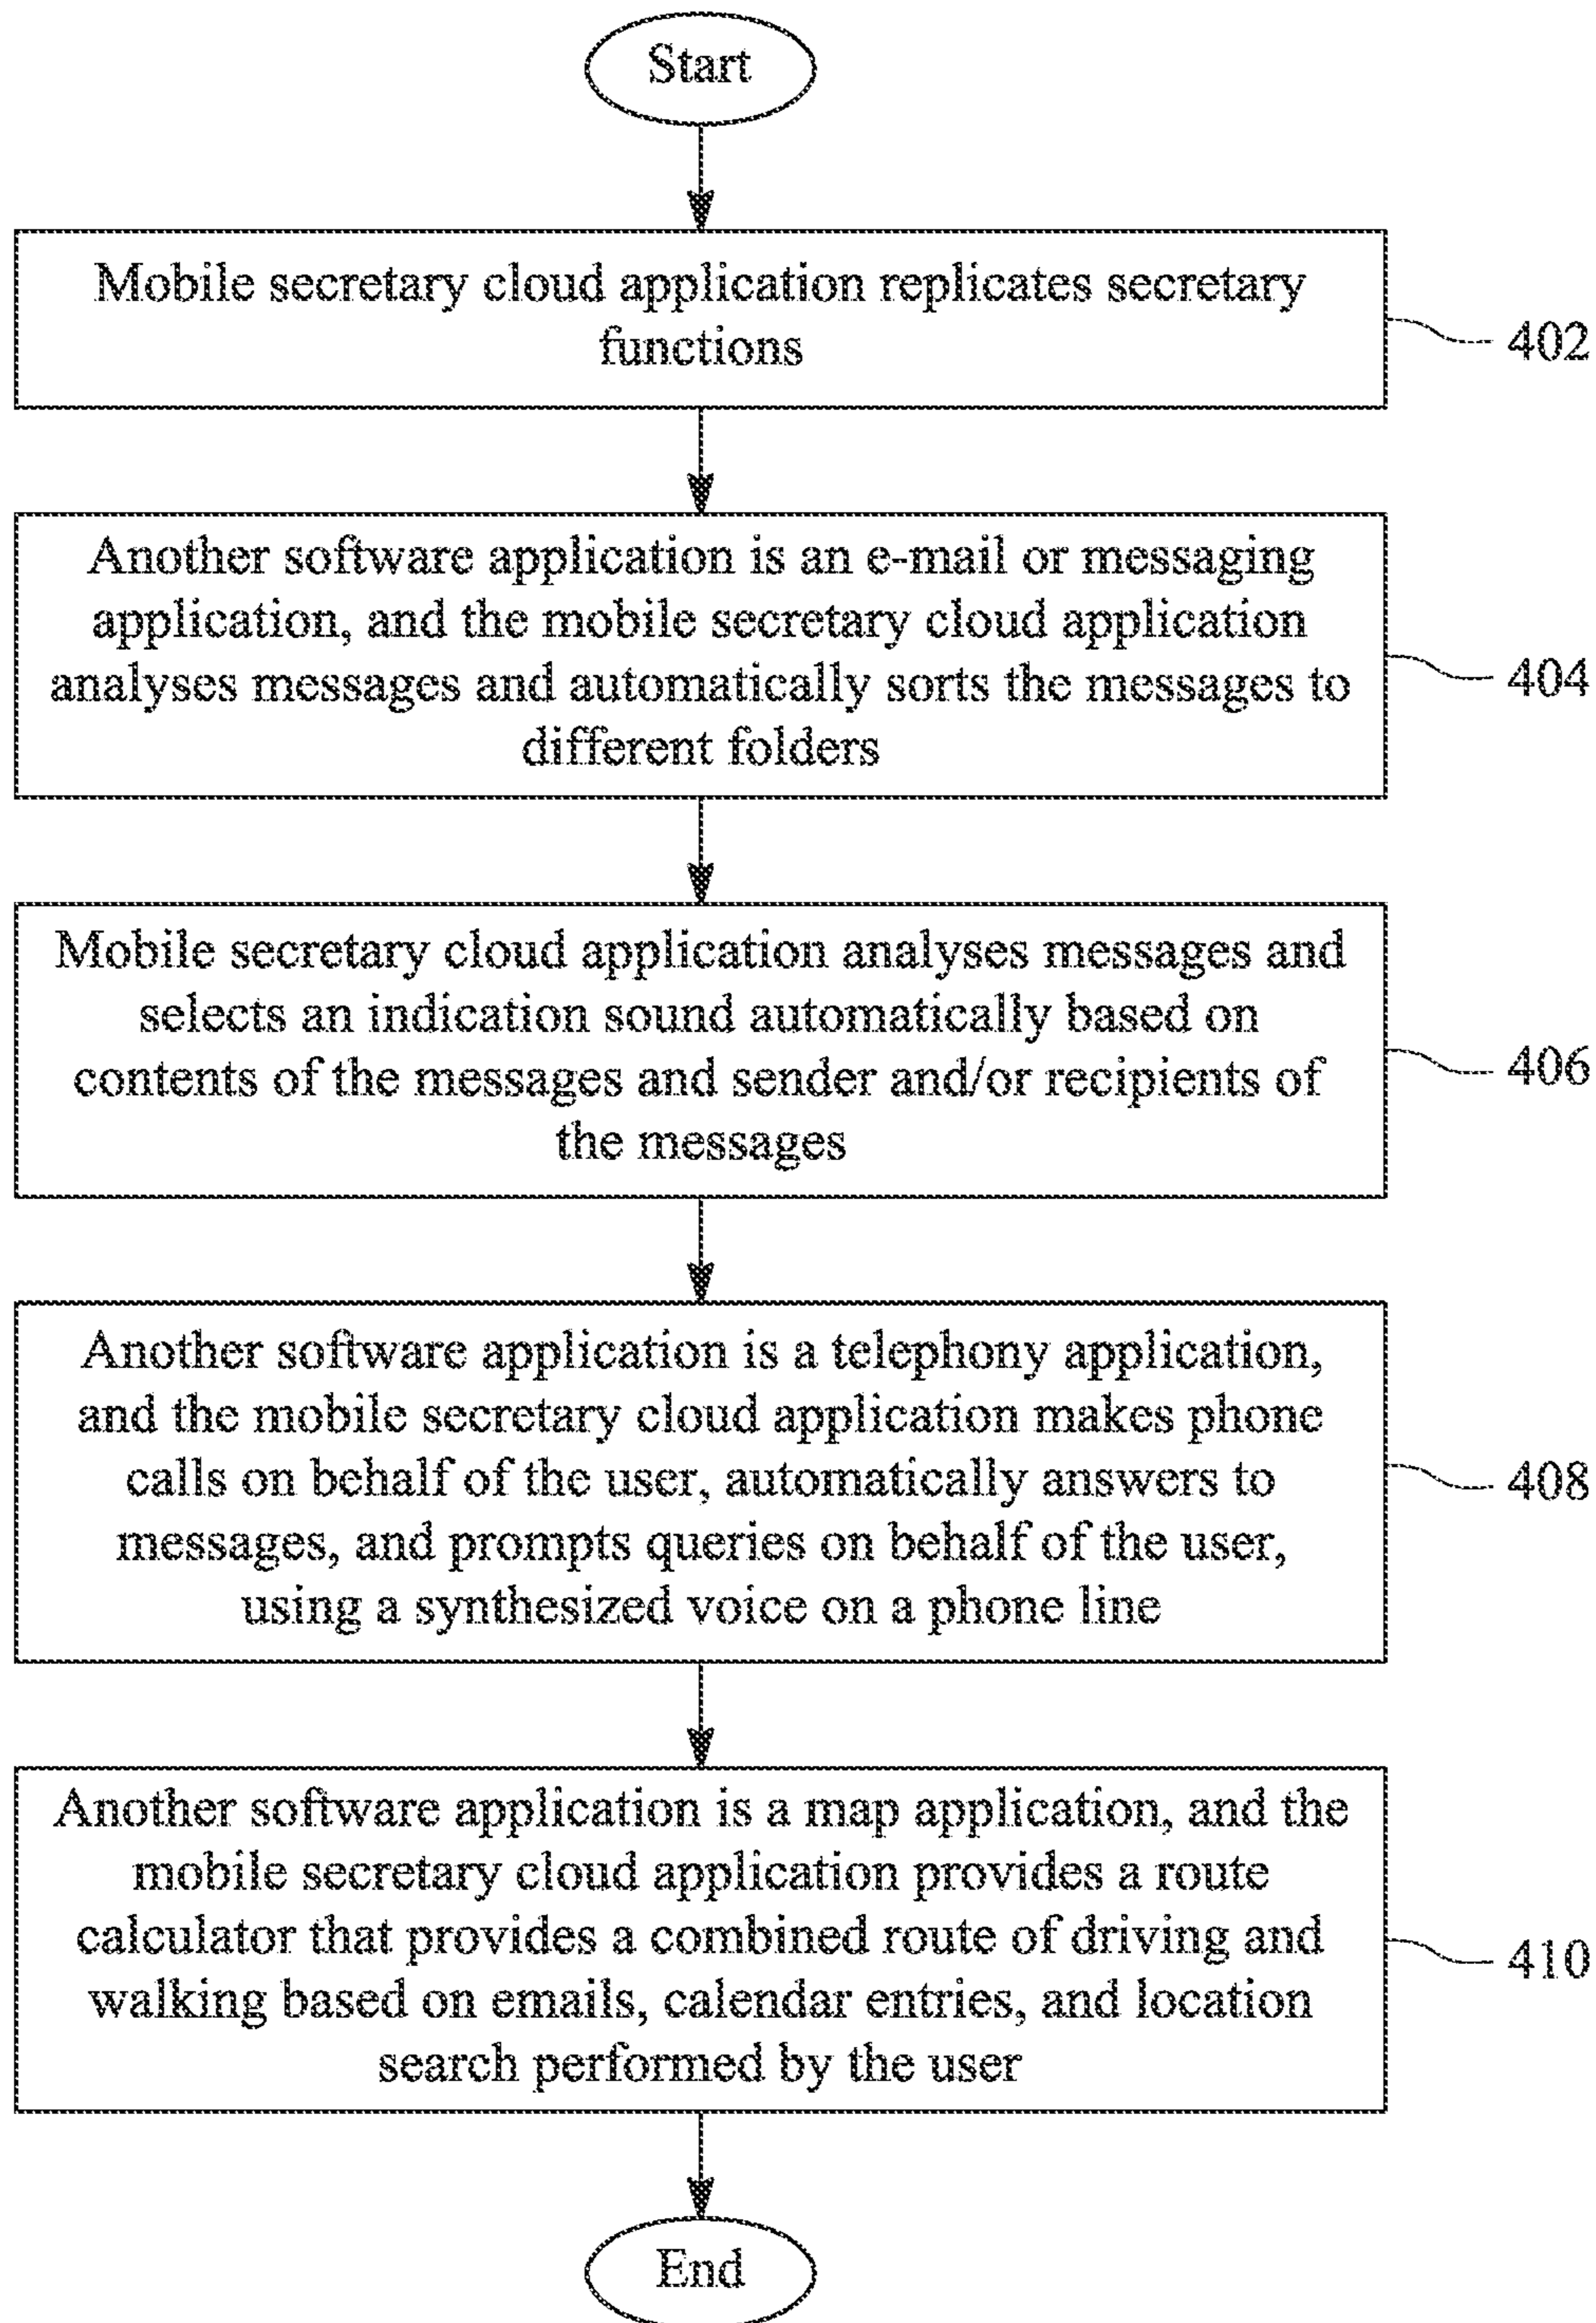 Start
Mobile secretary cloud application replicates secretary
functions
402
Another software application is an e-mail or messaging
application, and the mobile secretary cloud application
analyses messages and automatically sorts the messages to
different folders
404
Mobile secretary cloud application analyses messages and
selects an indication sound automatically based on
contents of the messages and sender and/or recipients of
the messages
406
Another software application is a telephony application,
and the mobile secretary cloud application makes phone
calls on behalf of the user, automatically answers to
messages, and prompts queries on behalf of the user,
using a synthesized voice on a phone line
408
Another software application is a map application, and the
mobile secretary cloud application provides a route
calculator that provides a combined route of driving and
walking based on emails, calendar entries, and location
search performed by the user
410
End